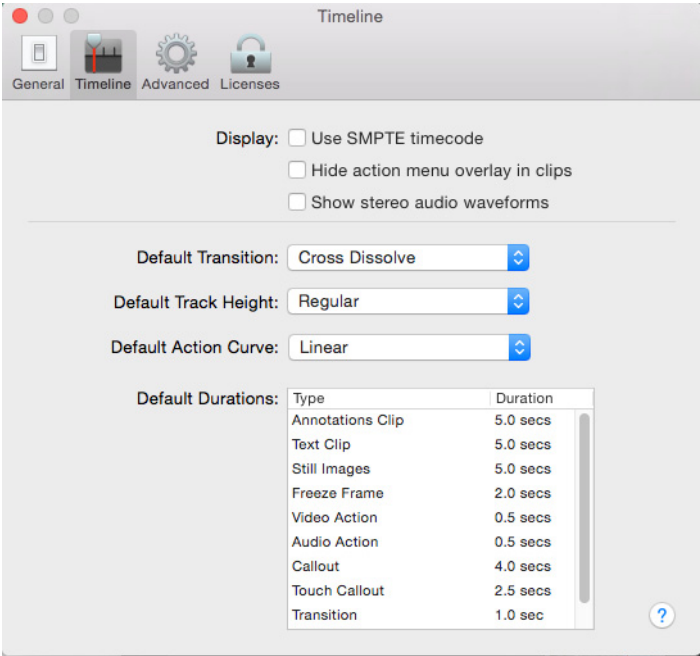 Timeline
General Timeline Advanced Licenses
Display: Use SMPTE timecode
Hide action menu overlay in clips
Show stereo audio waveforms
Default Transition: Cross Dissolve
Default Track Height: Regular
Default Action Curve: Linear
Default Durations: Type Duration
Annotations Clip 5.0 secs
Text Clip 5.0 secs
Still Images 5.0 secs
Freeze Frame 2.0 secs
Video Action 0.5 secs
Audio Action 0.5 secs
Callout 4.0 secs
Touch Callout 2.5 secs
Transition 1.0 sec
?